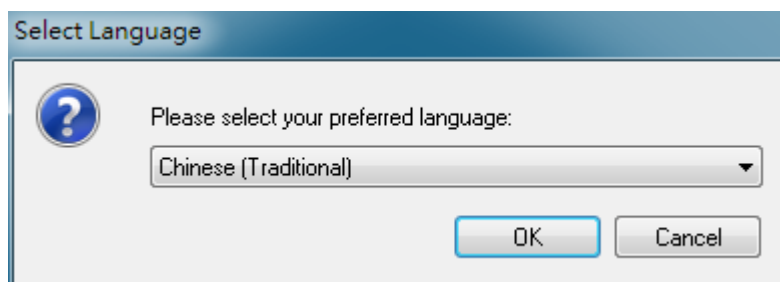 Select Language
Please select your preferred language:
Chinese (Traditional)
OK
Cancel